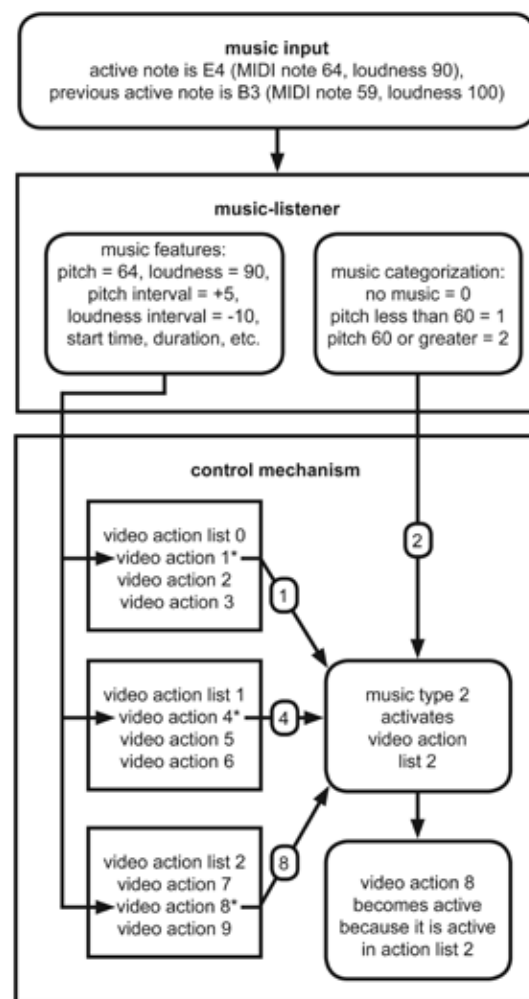 music input
active note is E4 (MIDI note 64, loudness 90),
previous active note is B3 (MIDI note 59, loudness 100)
music-listener
music features:
pitch = 64, loudness = 90,
pitch interval = +5,
loudness interval = -10,
start time, duration, etc.
music categorization:
no music = 0
pitch less than 60 = 1
pitch 60 or greater = 2
control mechanism
video action list 0
video action 1*
video action 2
video action 3
1
2
video action list 1
video action 4*
video action 5
video action 6
4
music type 2
activates
video action
list 2
video action list 2
video action 7
video action 8*
video action 9
8
video action 8
becomes active
because it is active
in action list 2